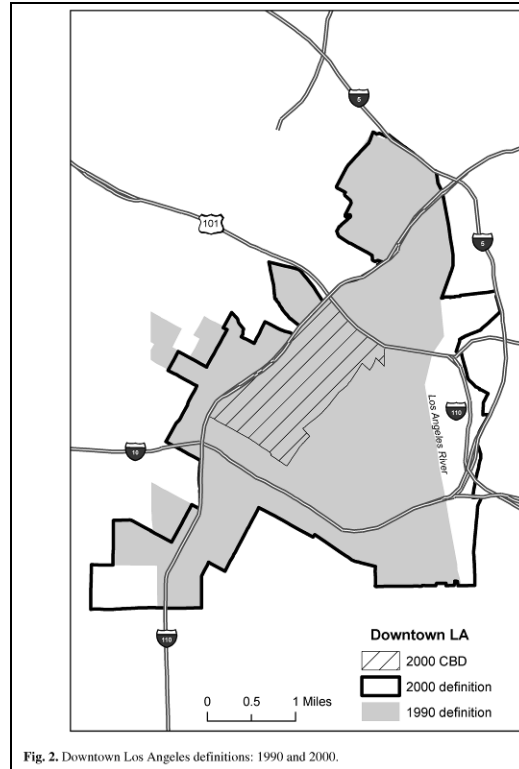 5
101
5
Los Angeles River
110
10
110
Downtown LA
2000 CBD
2000 definition
1990 definition
0 0.5 1 Miles
Fig. 2. Downtown Los Angeles definitions: 1990 and 2000.